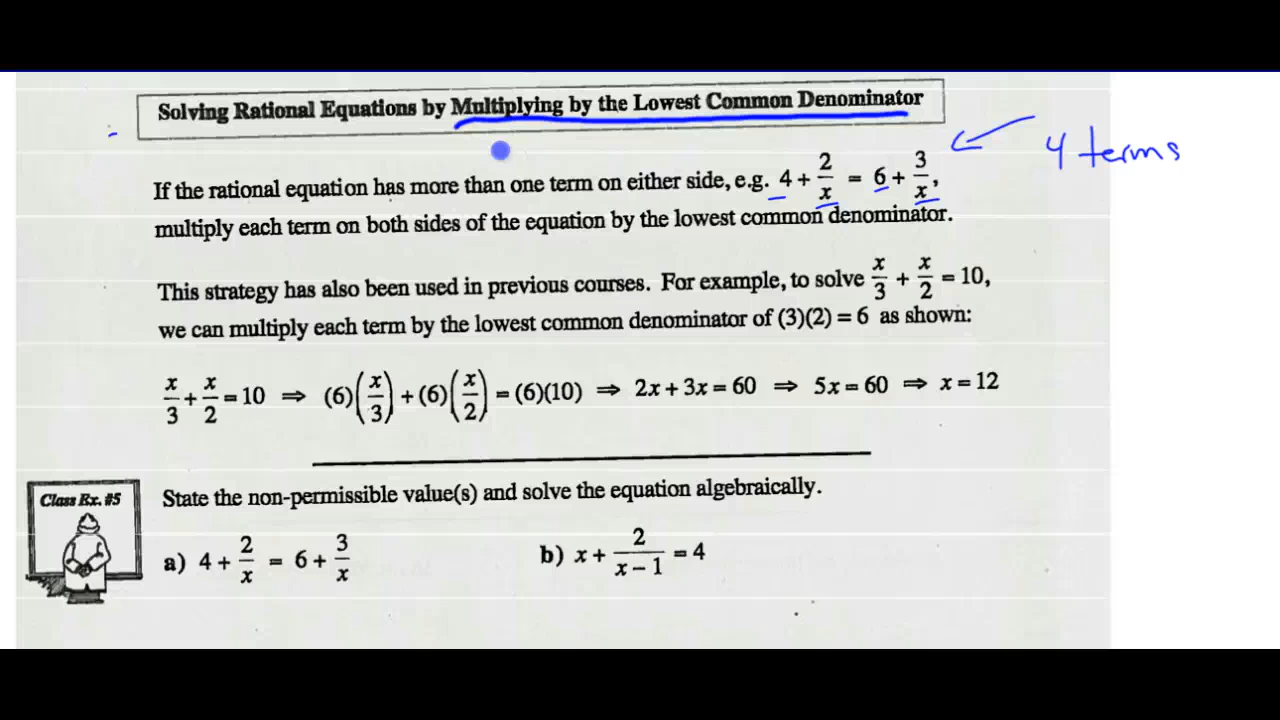 Solving Rational Equations by Multiplying by the Lowest Common Denominator
4 terms
If the rational equation has more than one term on either side, e.g. 4 + 2/x = 6 + 3/x,
multiply each term on both sides of the equation by the lowest common denominator.
This strategy has also been used in previous courses. For example, to solve x/3 + x/2 = 10,
we can multiply each term by the lowest common denominator of (3)(2) = 6 as shown:
x/3 + x/2 = 10 ⇒ (6)(x/3) + (6)(x/2) = (6)(10) ⇒ 2x + 3x = 60 ⇒ 5x = 60 ⇒ x = 12
Class Ex. #5
State the non-permissible value(s) and solve the equation algebraically.
a) 4 + 2/x = 6 + 3/x
b) x + 2/(x − 1) = 4